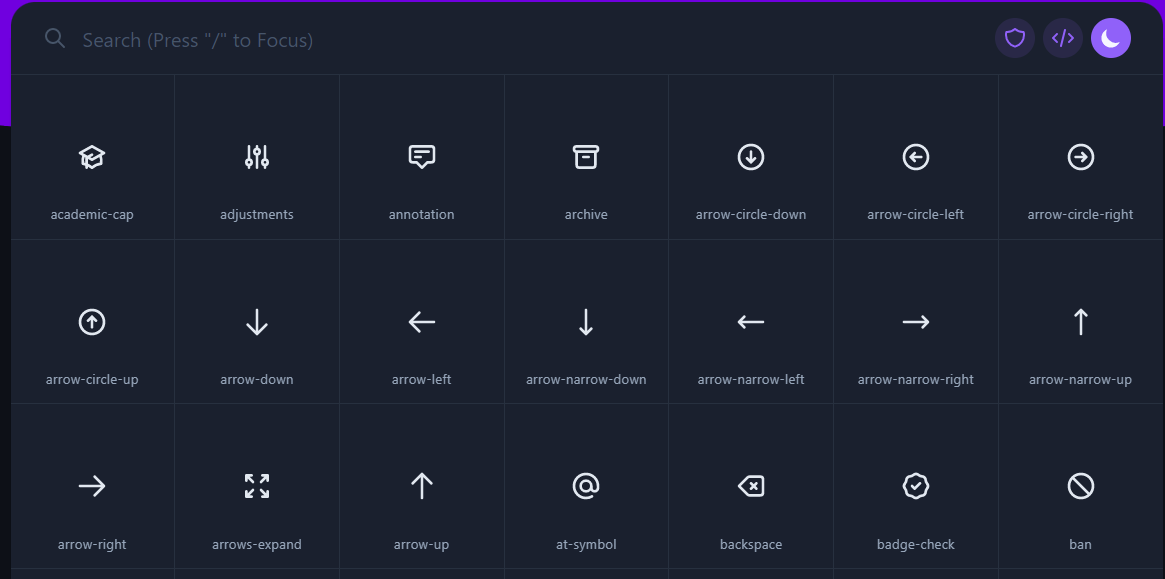 Search (Press "/" to Focus)
academic-cap
adjustments
annotation
archive
arrow-circle-down
arrow-circle-left
arrow-circle-right
arrow-circle-up
arrow-down
arrow-left
arrow-narrow-down
arrow-narrow-left
arrow-narrow-right
arrow-narrow-up
arrow-right
arrows-expand
arrow-up
at-symbol
backspace
badge-check
ban